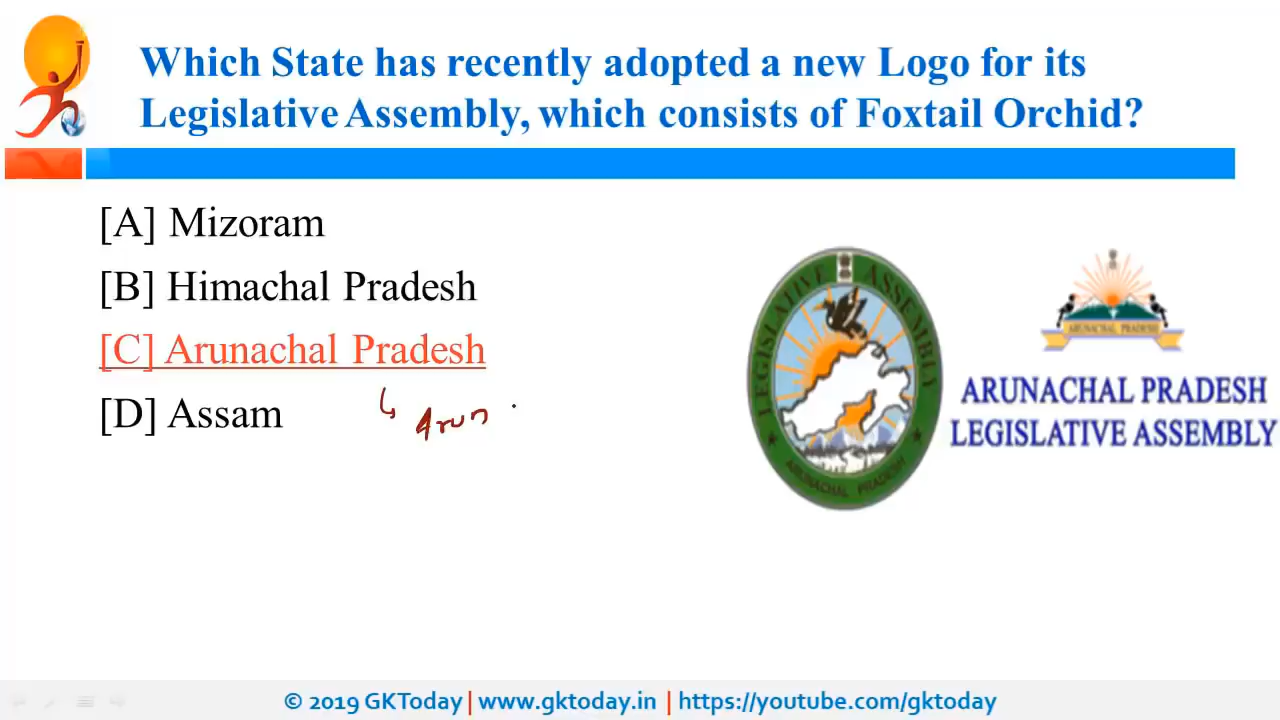 Which State has recently adopted a new Logo for its
Legislative Assembly, which consists of Foxtail Orchid?
[A] Mizoram
[B] Himachal Pradesh
[C] Arunachal Pradesh
[D] Assam
Arun
LEGISLATIVE ASSEMBLY
ARUNACHAL PRADESH
ARUNACHAL PRADESH
ARUNACHAL PRADESH
LEGISLATIVE ASSEMBLY
© 2019 GKToday | www.gktoday.in | https://youtube.com/gktoday